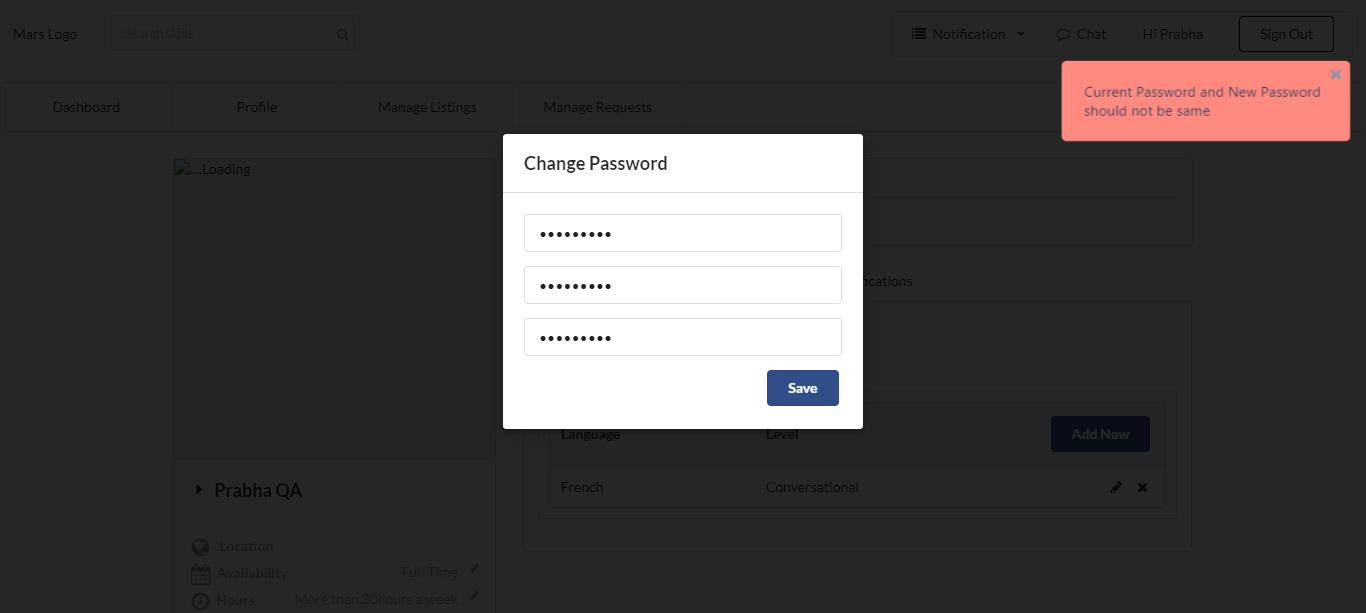 Mars Logo
Search skills
Notification
Chat
Hi Prabha
Sign Out
Dashboard
Profile
Manage Listings
Manage Requests
Current Password and New Password
should not be same
Change Password
•••••••••
•••••••••
•••••••••
Save
....Loading
fications
Language
Level
Add New
French
Conversational
Prabha QA
Location
Availability
Full Time
Hours
More than 30hours a week